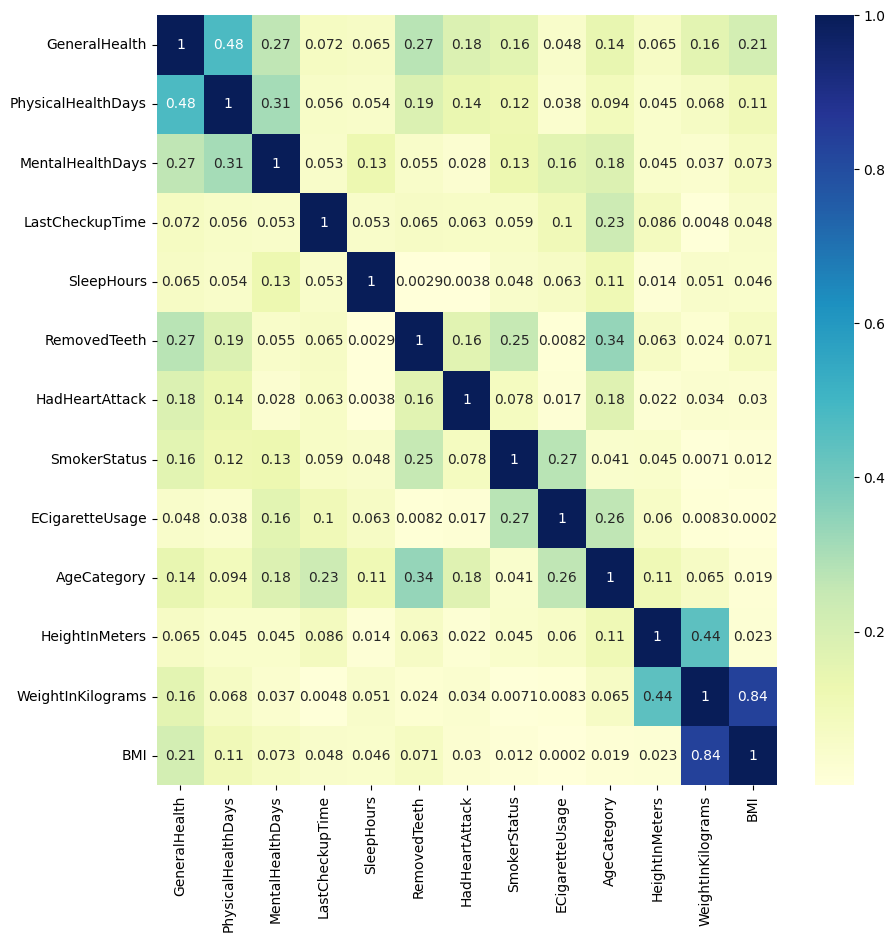 GeneralHealth 1 0.48 0.27 0.072 0.065 0.27 0.18 0.16 0.048 0.14 0.065 0.16 0.21
PhysicalHealthDays 0.48 1 0.31 0.056 0.054 0.19 0.14 0.12 0.038 0.094 0.045 0.068 0.11
MentalHealthDays 0.27 0.31 1 0.053 0.13 0.055 0.028 0.13 0.16 0.18 0.045 0.037 0.073
LastCheckupTime 0.072 0.056 0.053 1 0.053 0.065 0.063 0.059 0.1 0.23 0.086 0.0048 0.048
SleepHours 0.065 0.054 0.13 0.053 1 0.0029 0.0038 0.048 0.063 0.11 0.014 0.051 0.046
RemovedTeeth 0.27 0.19 0.055 0.065 0.0029 1 0.16 0.25 0.0082 0.34 0.063 0.024 0.071
HadHeartAttack 0.18 0.14 0.028 0.063 0.0038 0.16 1 0.078 0.017 0.18 0.022 0.034 0.03
SmokerStatus 0.16 0.12 0.13 0.059 0.048 0.25 0.078 1 0.27 0.041 0.045 0.0071 0.012
ECigaretteUsage 0.048 0.038 0.16 0.1 0.063 0.0082 0.017 0.27 1 0.26 0.06 0.0083 0.0002
AgeCategory 0.14 0.094 0.18 0.23 0.11 0.34 0.18 0.041 0.26 1 0.11 0.065 0.019
HeightInMeters 0.065 0.045 0.045 0.086 0.014 0.063 0.022 0.045 0.06 0.11 1 0.44 0.023
WeightInKilograms 0.16 0.068 0.037 0.0048 0.051 0.024 0.034 0.0071 0.0083 0.065 0.44 1 0.84
BMI 0.21 0.11 0.073 0.048 0.046 0.071 0.03 0.012 0.0002 0.019 0.023 0.84 1
GeneralHealth
PhysicalHealthDays
MentalHealthDays
LastCheckupTime
SleepHours
RemovedTeeth
HadHeartAttack
SmokerStatus
ECigaretteUsage
AgeCategory
HeightInMeters
WeightInKilograms
BMI
1.0
0.8
0.6
0.4
0.2